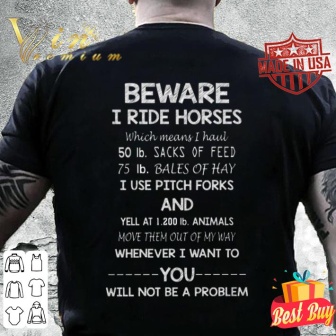 Premium
MADE IN USA
BEWARE
I RIDE HORSES
Which means I haul
50 lb. SACKS OF FEED
75 lb. BALES OF HAY
I USE PITCH FORKS
AND
YELL AT 1.200 lb. ANIMALS
MOVE THEM OUT OF MY WAY
WHENEVER I WANT TO
------YOU------
WILL NOT BE A PROBLEM
BEST
Best Buy